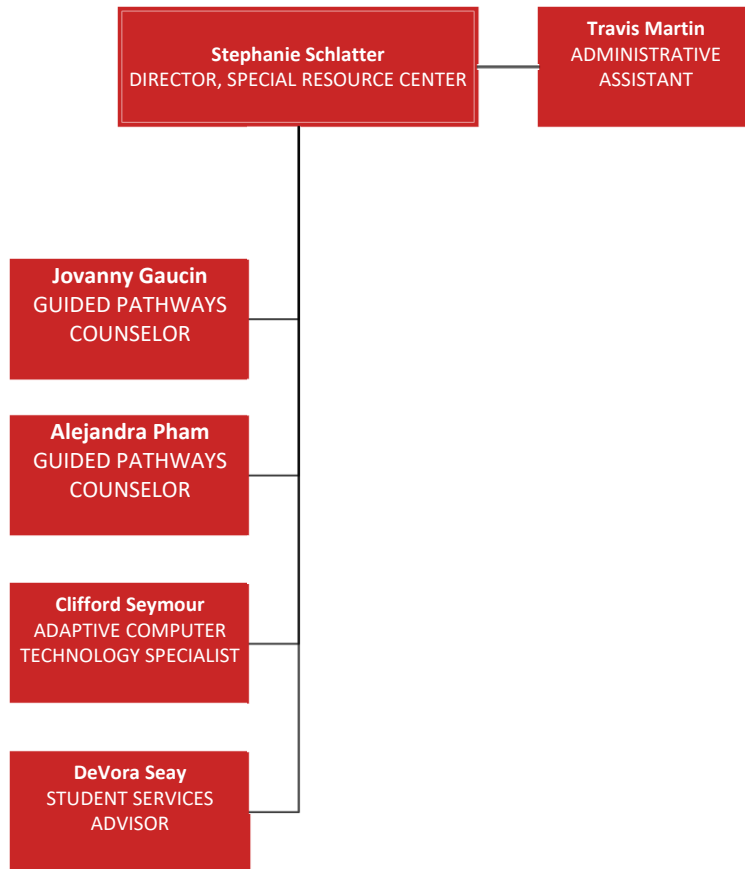 Stephanie Schlatter
DIRECTOR, SPECIAL RESOURCE CENTER
Travis Martin
ADMINISTRATIVE
ASSISTANT
Jovanny Gaucin
GUIDED PATHWAYS
COUNSELOR
Alejandra Pham
GUIDED PATHWAYS
COUNSELOR
Clifford Seymour
ADAPTIVE COMPUTER
TECHNOLOGY SPECIALIST
DeVora Seay
STUDENT SERVICES
ADVISOR